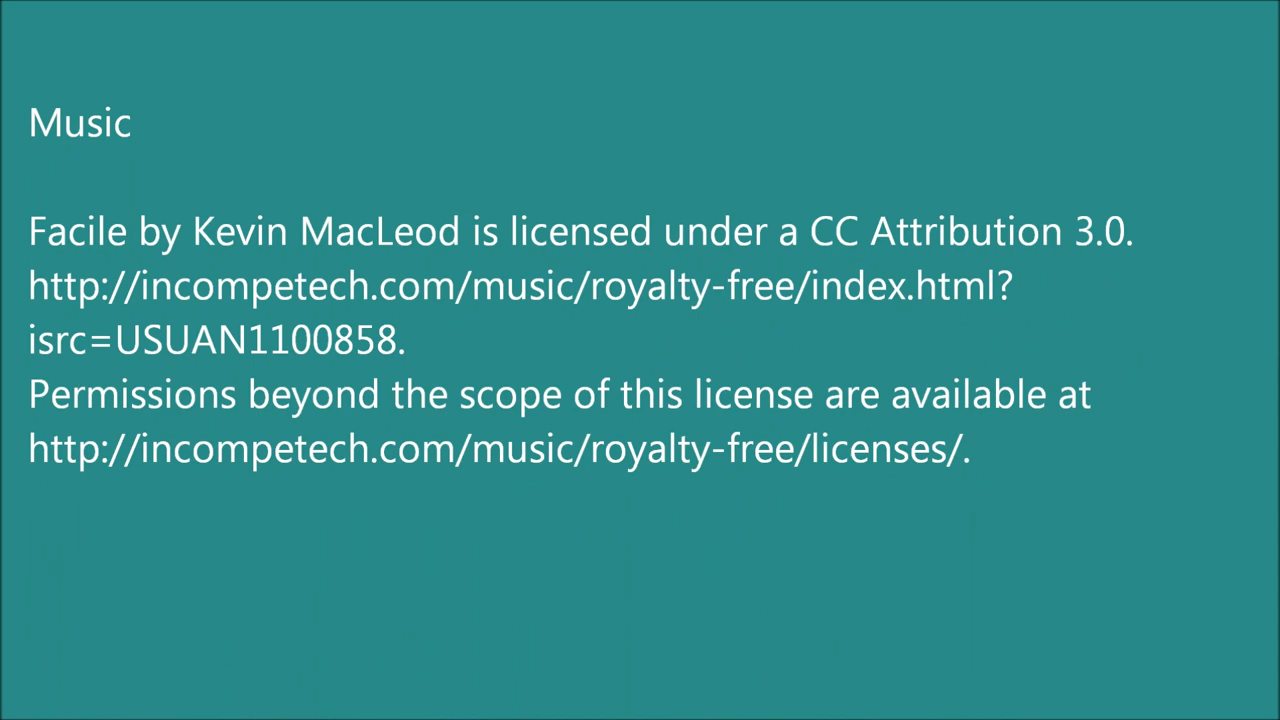 Music
Facile by Kevin MacLeod is licensed under a CC Attribution 3.0.
http://incompetech.com/music/royalty-free/index.html?
isrc=USUAN1100858.
Permissions beyond the scope of this license are available at
http://incompetech.com/music/royalty-free/licenses/.